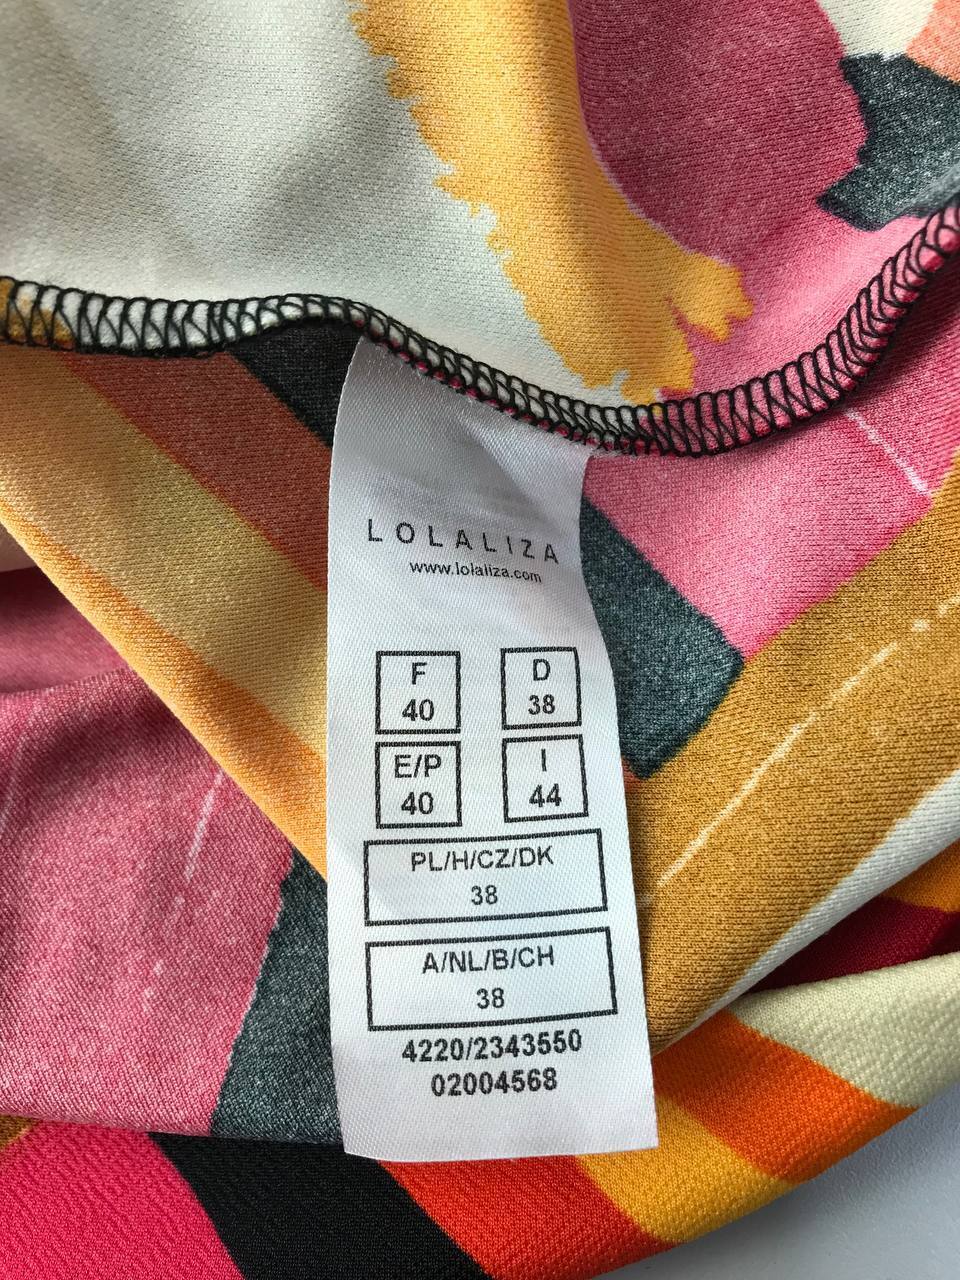 LOLALIZA
www.lolaliza.com
F
40
D
38
E/P
40
I
44
PL/H/CZ/DK
38
A/NL/B/CH
38
4220/2343550
02004568